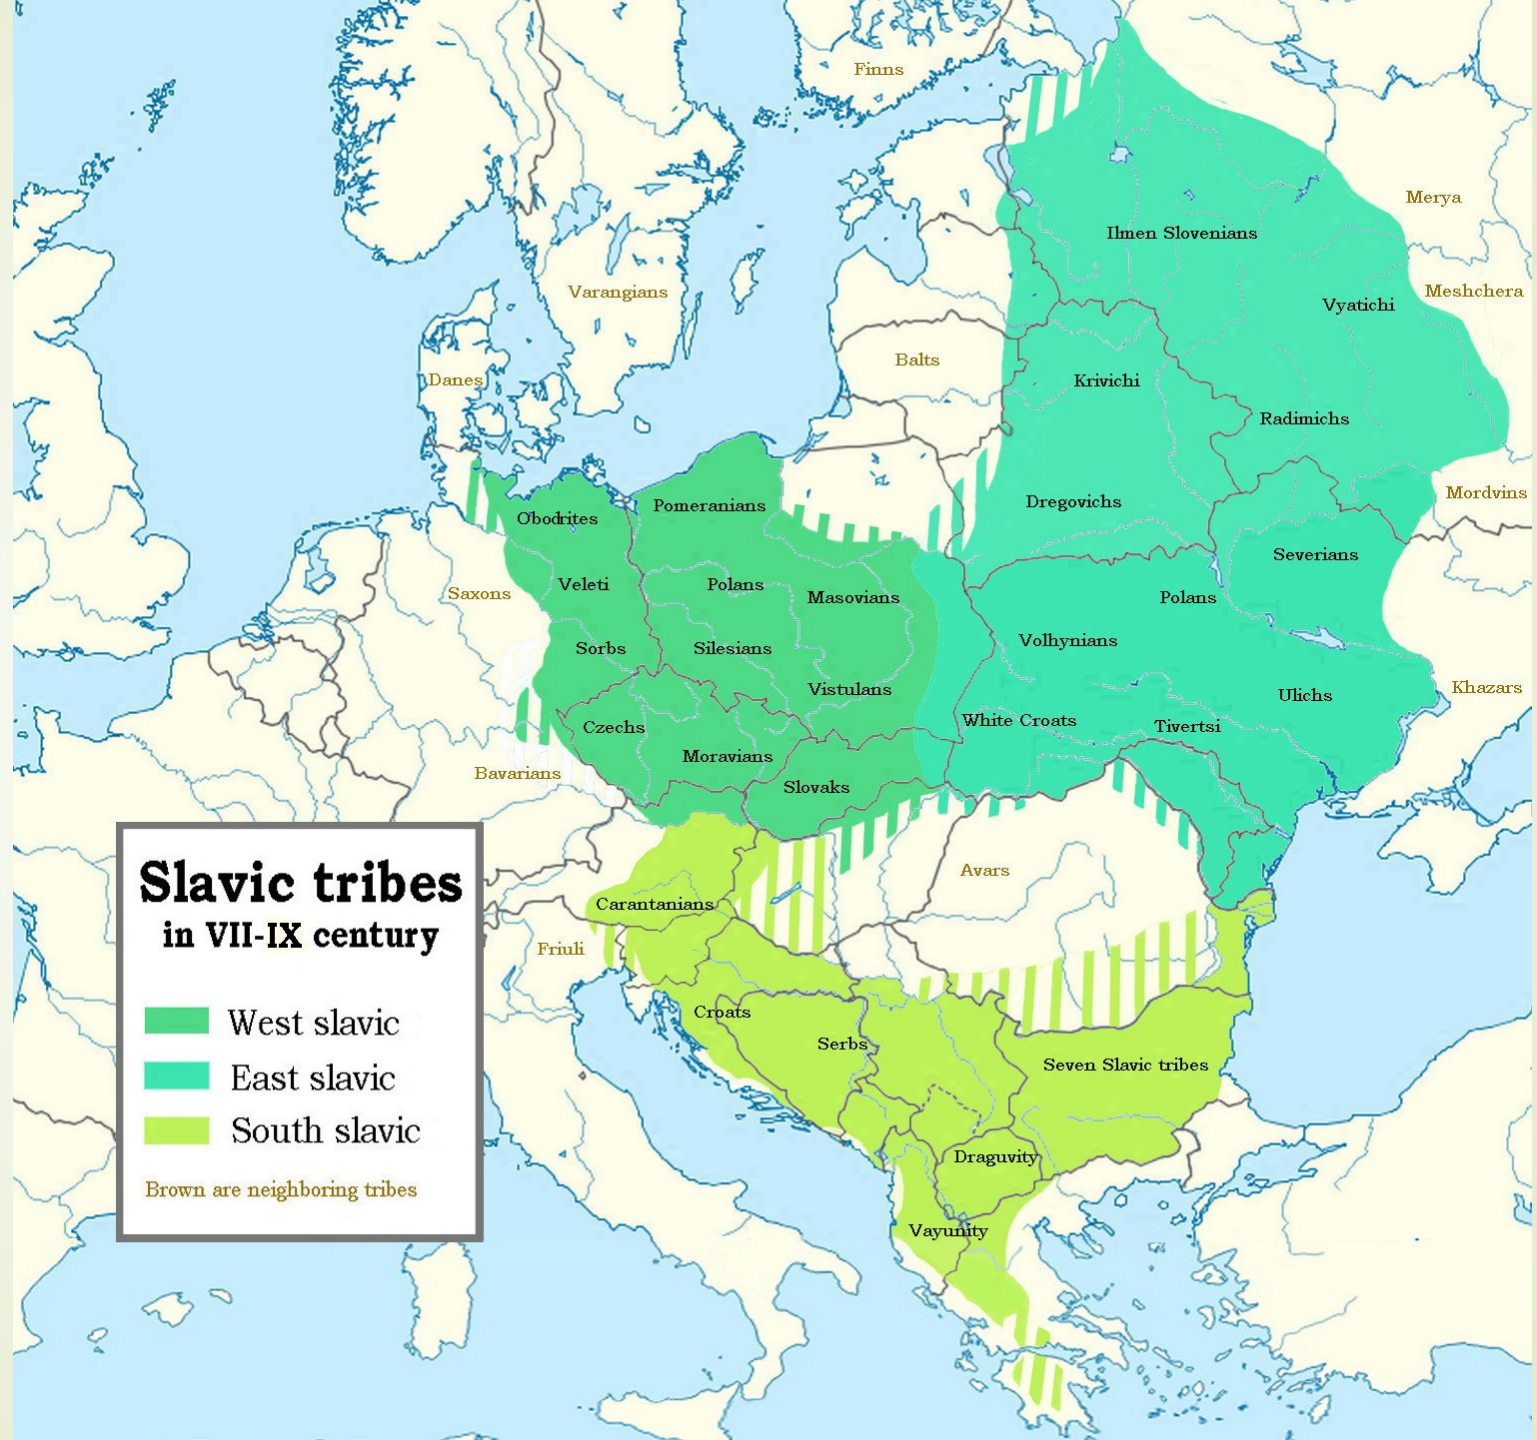 Finns
Merya
Ilmen Slovenians
Varangians
Meshchera
Vyatichi
Balts
Danes
Krivichi
Radimichs
Mordvins
Dregovichs
Pomeranians
Obodrites
Severians
Veleti
Polans
Saxons
Masovians
Polans
Volhynians
Sorbs
Silesians
Khazars
Vistulans
Ulichs
White Croats
Czechs
Tivertsi
Moravians
Bavarians
Slovaks
Avars
Carantanians
Friuli
Croats
Serbs
Seven Slavic tribes
Draguvity
Vayunity
Slavic tribes
in VII-IX century
West slavic
East slavic
South slavic
Brown are neighboring tribes